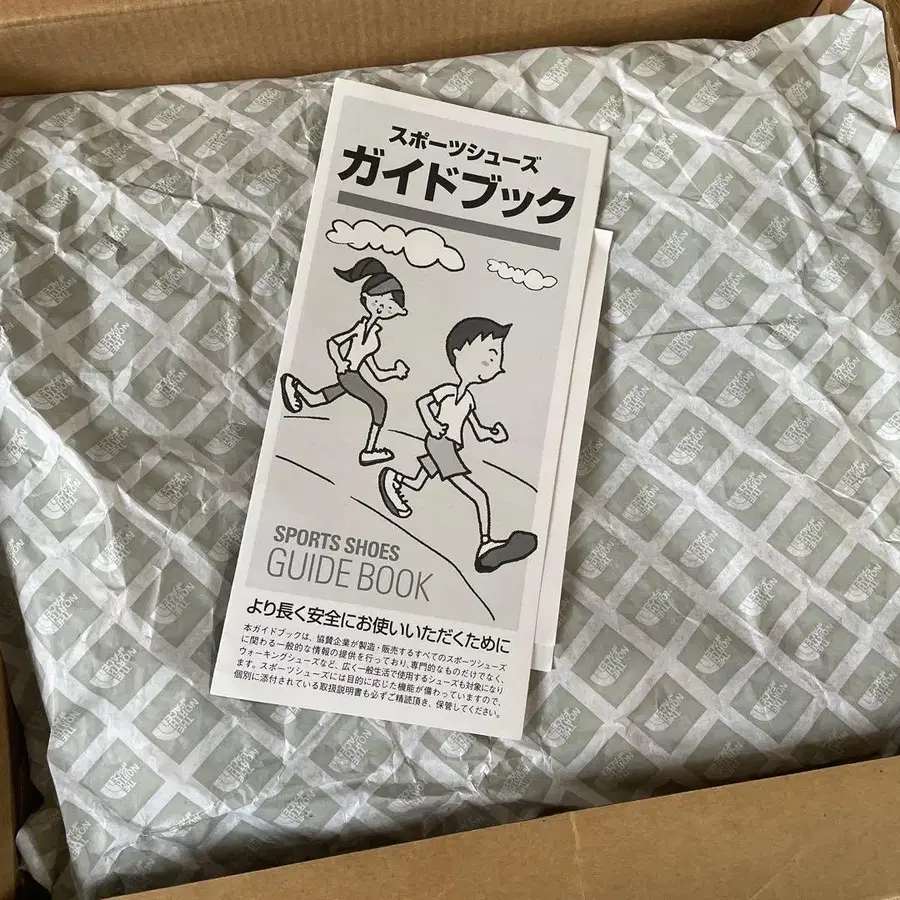 スポーツシューズ
ガイドブック
SPORTS SHOES
GUIDE BOOK
より長く安全にお使いいただくために
本ガイドブックは、協賛企業が製造・販売するすべてのスポーツシューズ
に関わる一般的な情報の提供を行っており、専門的なものだけでなく、
ウォーキングシューズなど、広く一般生活で使用するシューズも対象になり
ます。スポーツシューズには目的に応じた機能が備わっていますので、
個別に添付されている取扱説明書も必ずご精読頂き、保管してください。
THE
NORTH
FACE